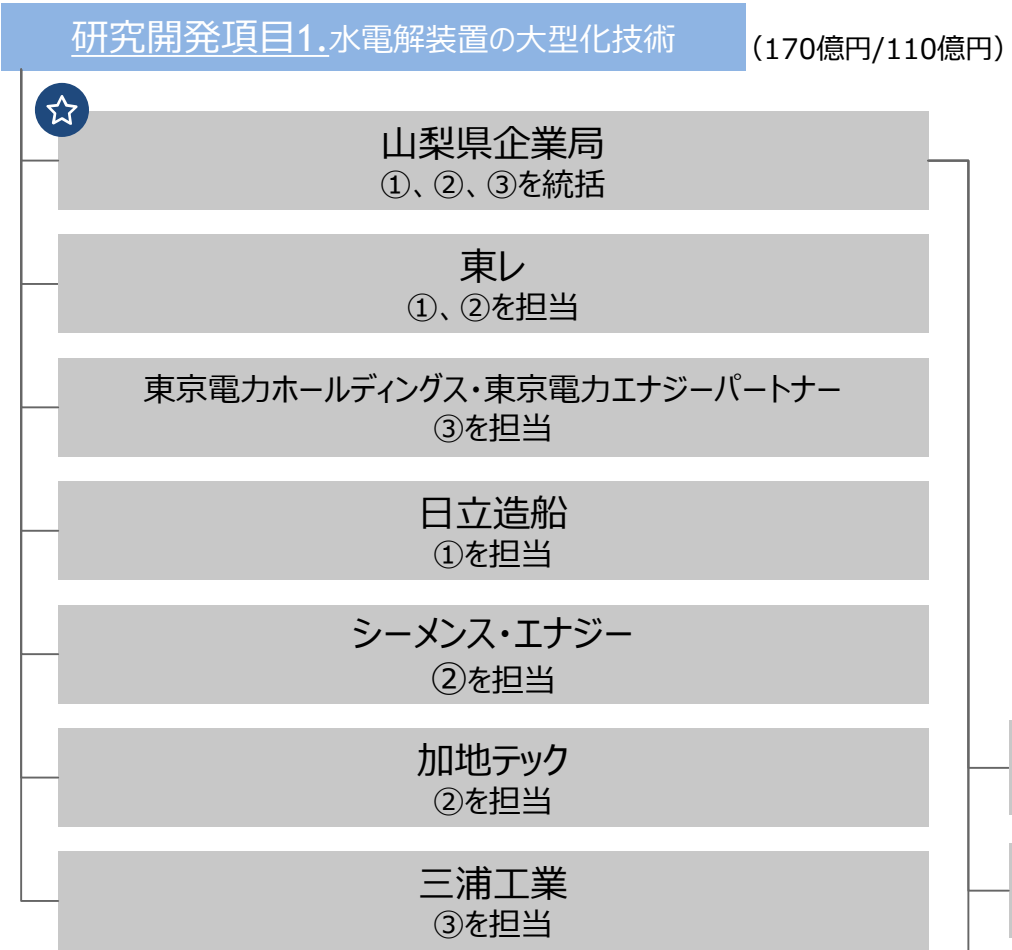 研究開発項目1.水電解装置の大型化技術
（170億円/110億円）
山梨県企業局
①、②、③を統括
東レ
①、②を担当
東京電力ホールディングス・東京電力エナジーパートナー
③を担当
日立造船
①を担当
シーメンス・エナジー
②を担当
加地テック
②を担当
三浦工業
③を担当